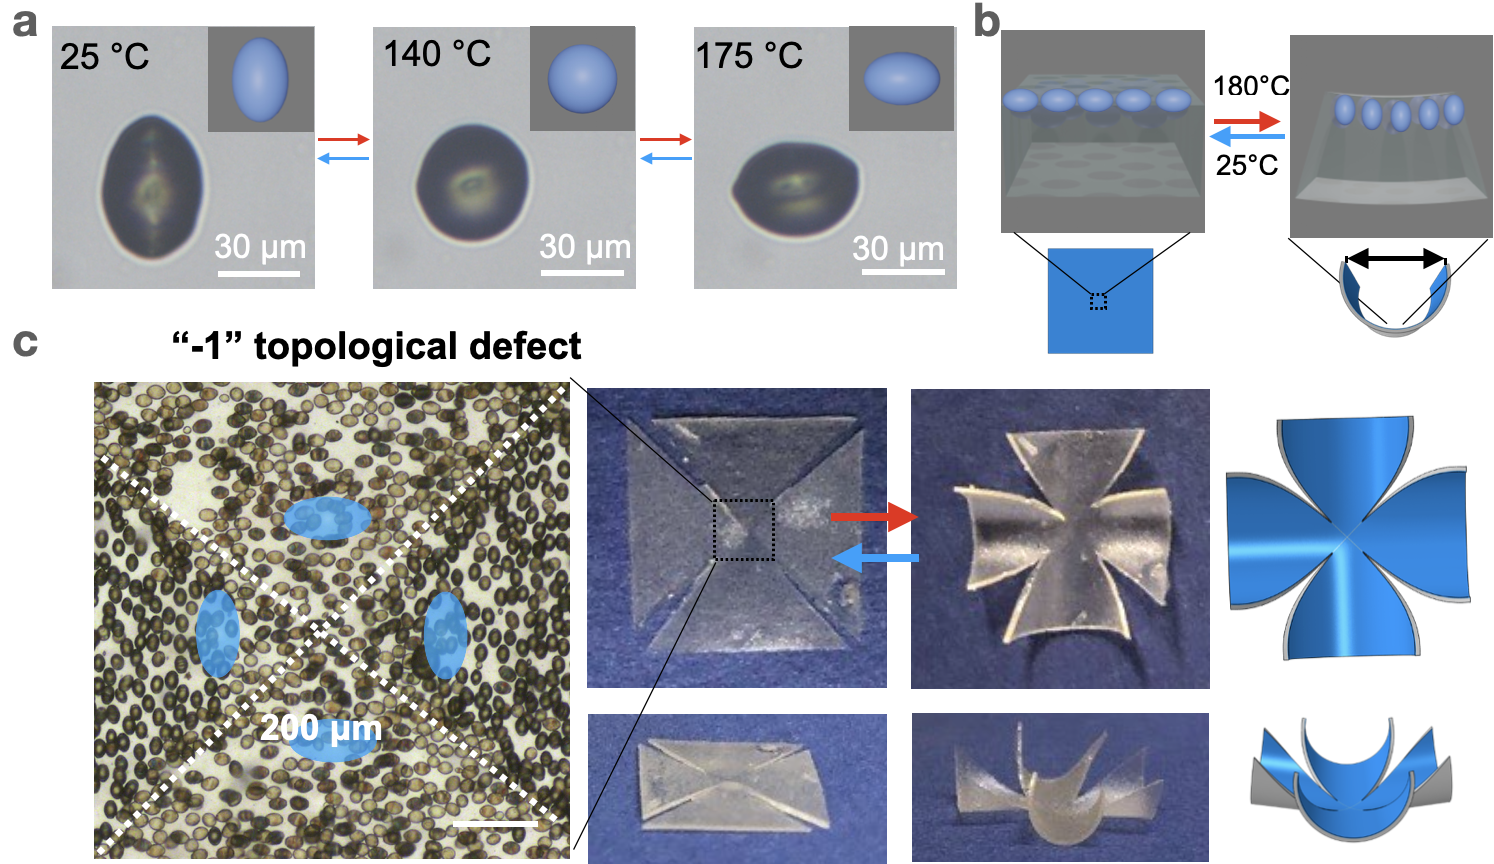 a
25 °C
140 °C
175 °C
30 µm
30 µm
30 µm
b
180°C
25°C
c
“-1” topological defect
200 µm